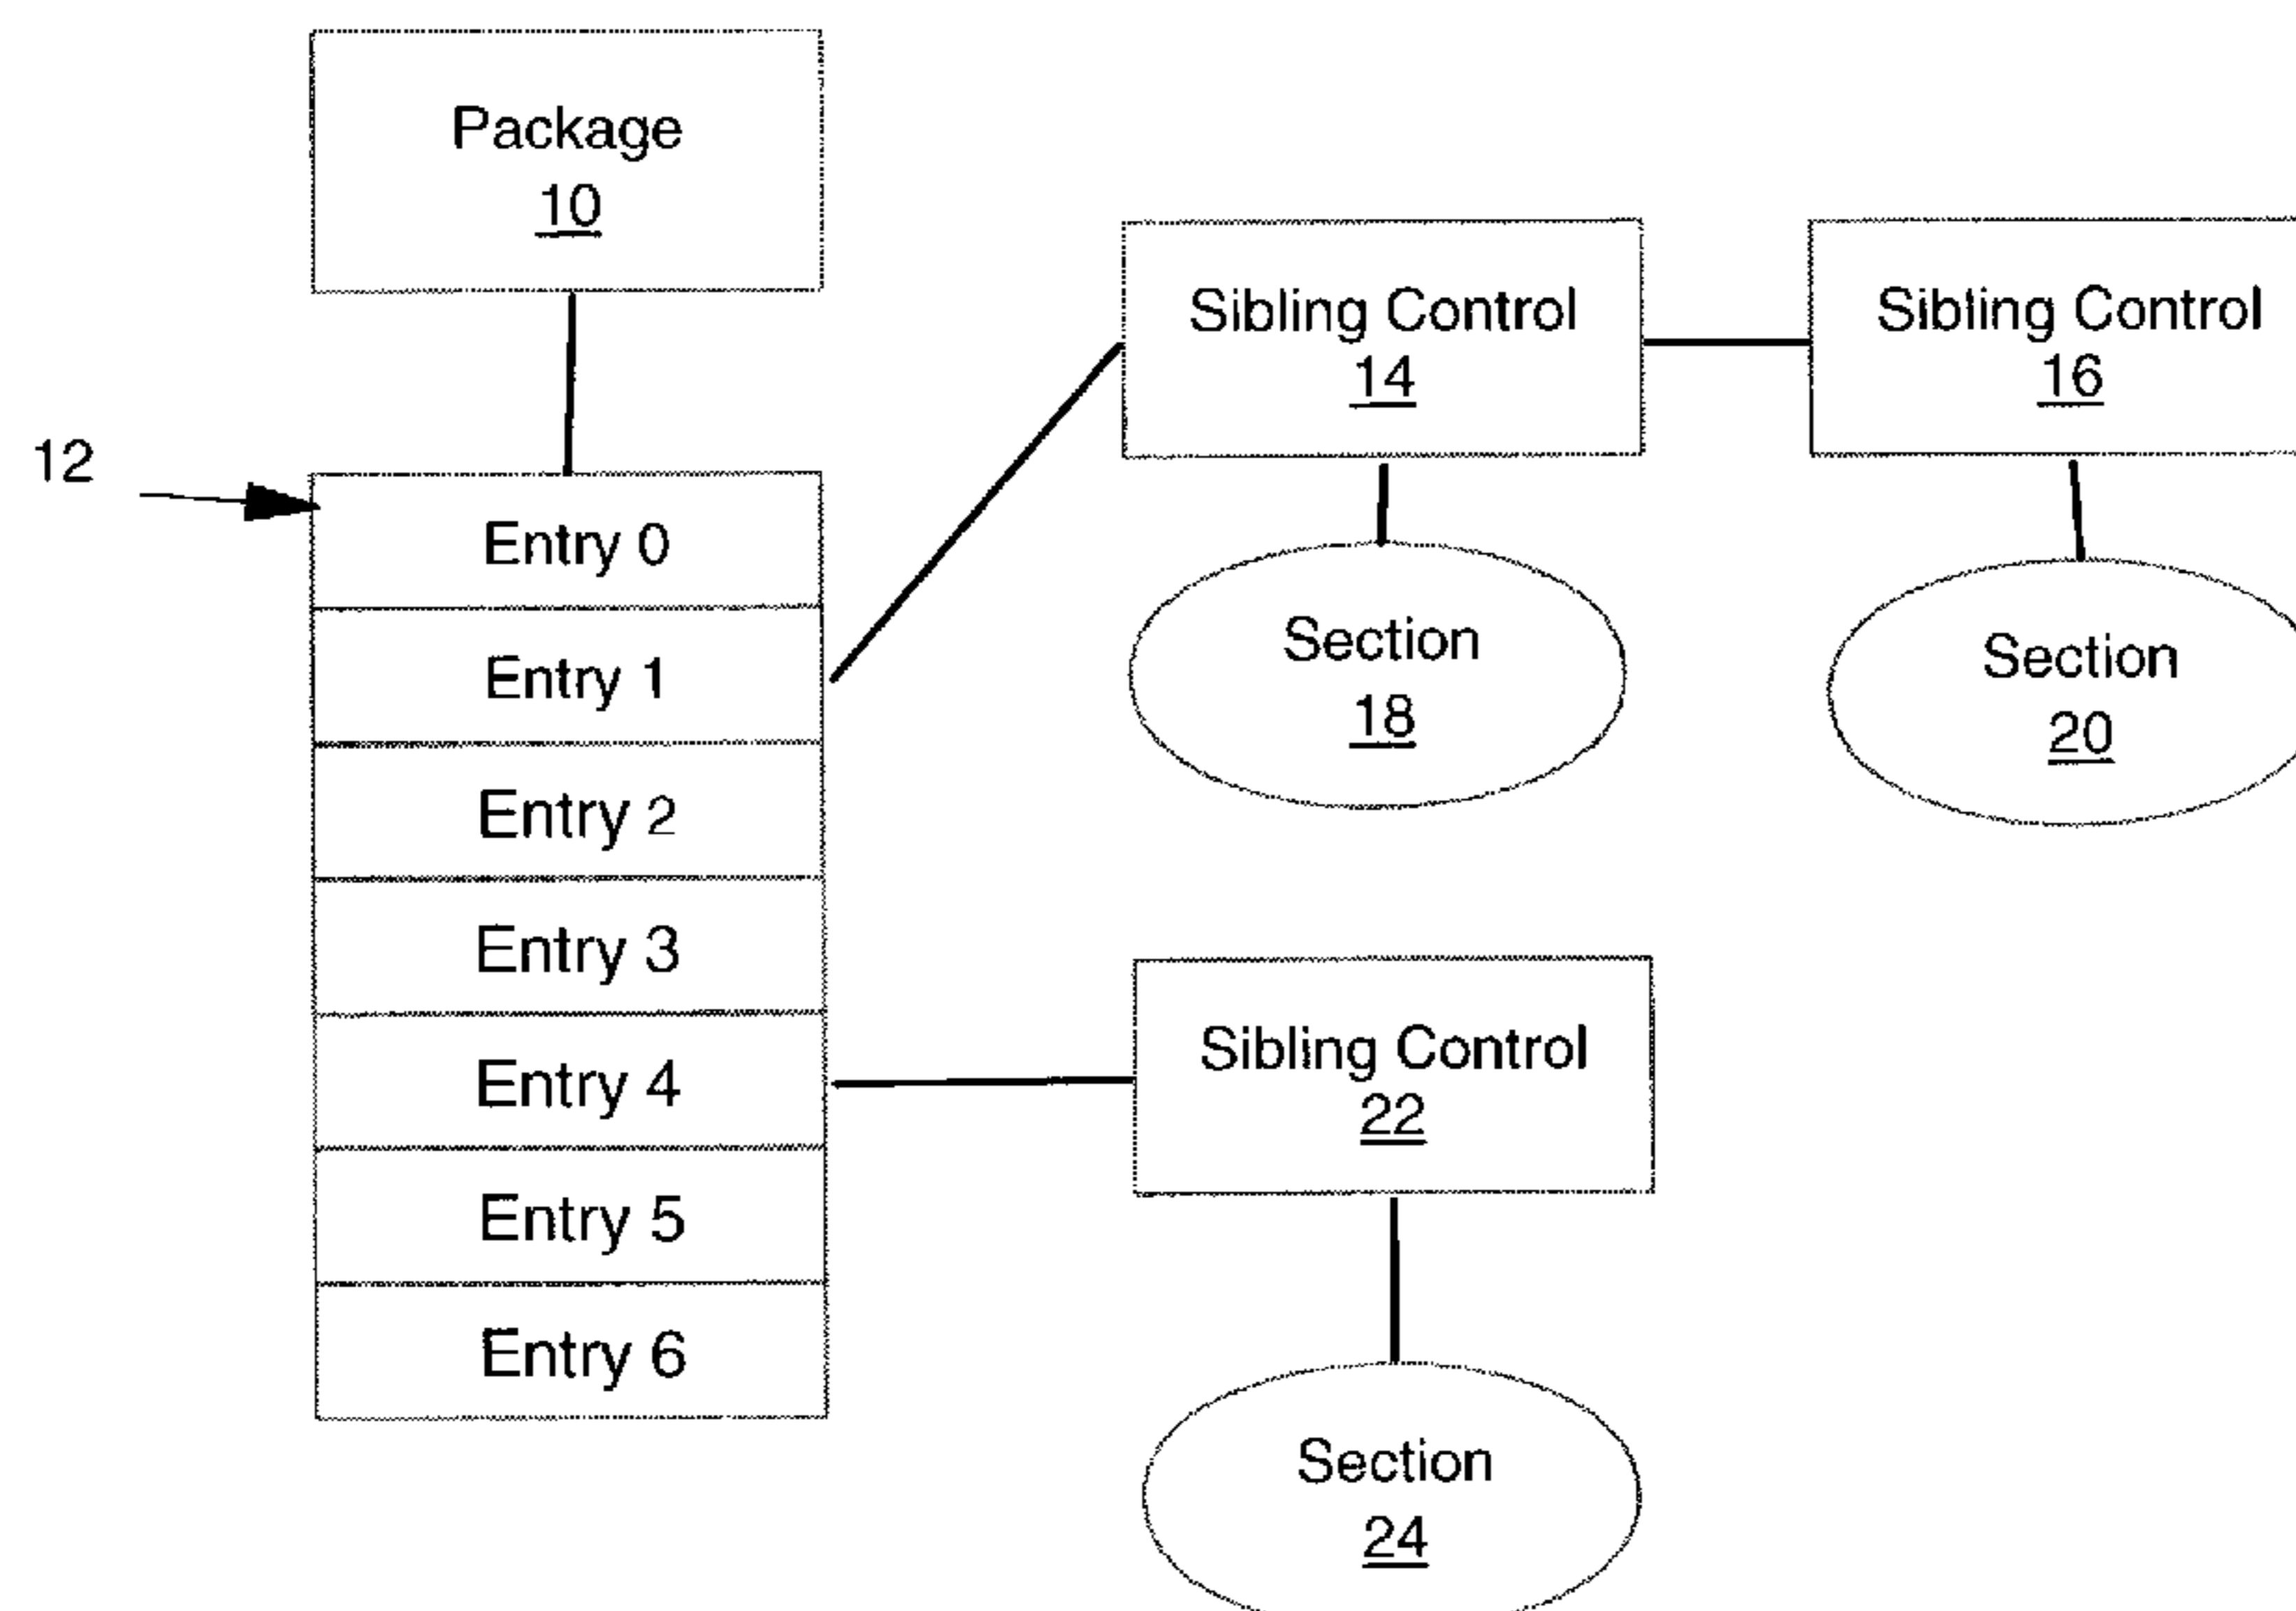 Package
10
12
Entry 0
Entry 1
Entry 2
Entry 3
Entry 4
Entry 5
Entry 6
Sibling Control
14
Sibling Control
16
Section
18
Section
20
Sibling Control
22
Section
24